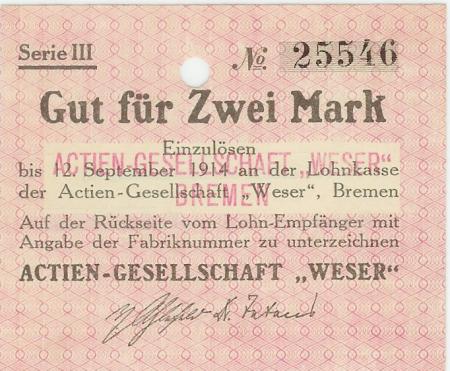 Serie III
No. 25546
Gut für Zwei Mark
Einzulösen
ACTIEN-GESELLSCHAFT „WESER“
bis 12. September 1914 an der Lohnkasse
BREMEN
der Actien-Gesellschaft „Weser“, Bremen
Auf der Rückseite vom Lohn-Empfänger mit
Angabe der Fabriknummer zu unterzeichnen
ACTIEN-GESELLSCHAFT „WESER“